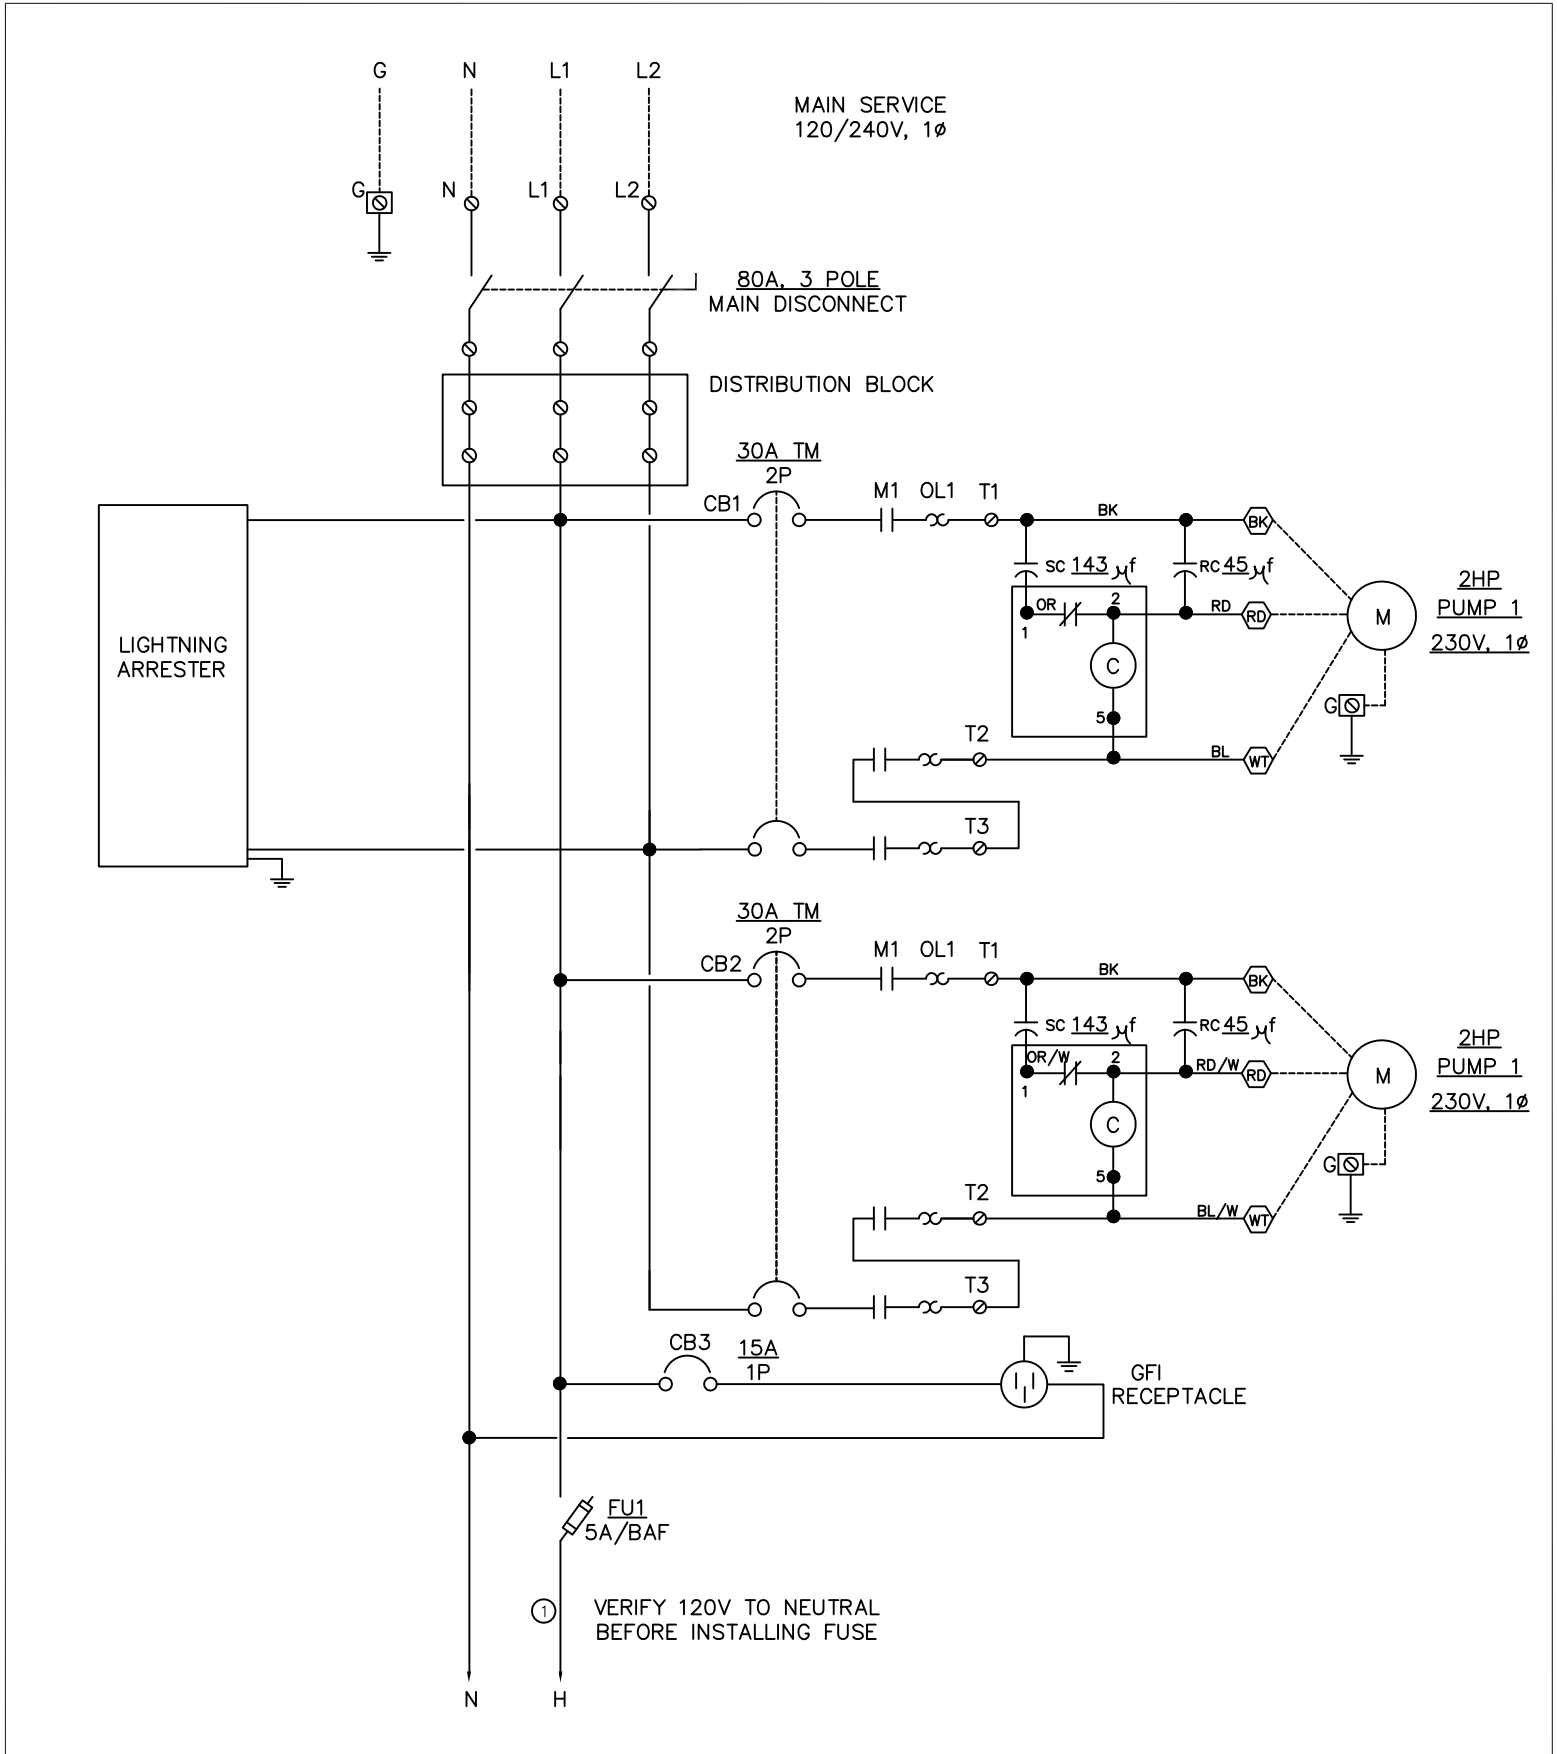 G N L1 L2
MAIN SERVICE
120/240V, 1ø
G N L1 L2
80A, 3 POLE
MAIN DISCONNECT
DISTRIBUTION BLOCK
30A TM
2P
CB1 M1 OL1 T1
BK BK
SC 143 µf RC 45 µf
OR 2 RD RD
1
C
5
M
2HP
PUMP 1
230V, 1ø
G
LIGHTNING
ARRESTER
T2 BL WT
T3
30A TM
2P
CB2 M1 OL1 T1
BK BK
SC 143 µf RC 45 µf
OR/W 2 RD/W RD
1
C
5
M
2HP
PUMP 1
230V, 1ø
G
T2 BL/W WT
T3
CB3 15A
1P
GFI
RECEPTACLE
FU1
5A/BAF
1 VERIFY 120V TO NEUTRAL
BEFORE INSTALLING FUSE
N H